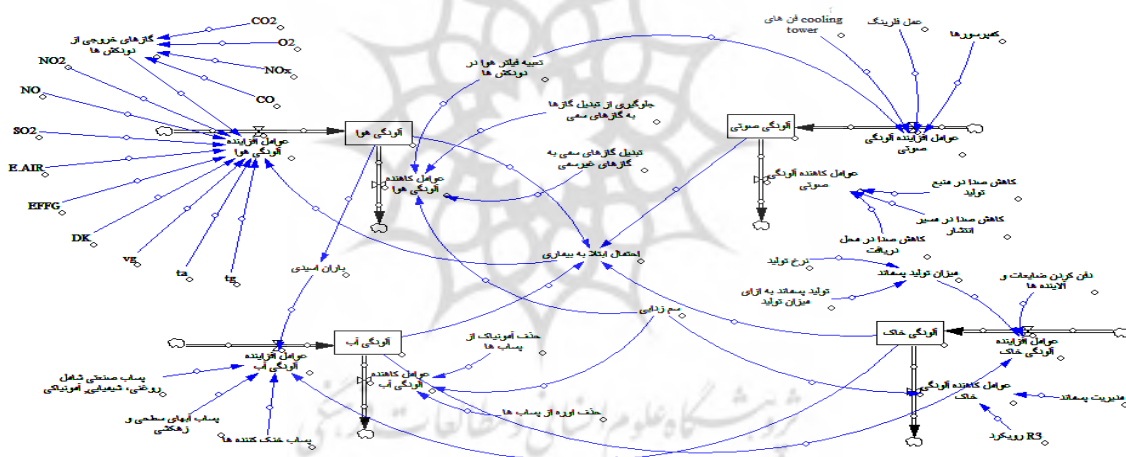 CO2
O2
NOx
CO
گازهای خروجی از
دودکش ها
NO2
NO
SO2
E.AIR
EFFG
DK
vg
ta
tg
عوامل افزاینده
آلودگی هوا
آلودگی هوا
تعبیه فیلتر هوا در
دودکش ها
جلوگیری از تبدیل گازها
به گازهای سمی
تبدیل گازهای سمی به
گازهای غیرسمی
عوامل کاهنده
آلودگی هوا
فن های cooling
tower
عمل فلرینگ
کمپرسورها
آلودگی صوتی
عوامل افزاینده آلودگی
صوتی
عوامل کاهنده آلودگی
صوتی
کاهش صدا در منبع
تولید
کاهش صدا در مسیر
انتشار
کاهش صدا در محل
دریافت
احتمال ابتلا به بیماری
باران اسیدی
سم زدایی
نرخ تولید
تولید پسماند به ازای
میزان تولید
میزان تولید پسماند
دفن کردن ضایعات و
آلاینده ها
آلودگی آب
عوامل افزاینده
آلودگی آب
پساب صنعتی شامل
روغنی، شیمیایی، آمونیاکی
پساب آبهای سطحی و
زهکشی
پساب خنک کننده ها
حذف آمونیاک از
پساب ها
عوامل کاهنده
آلودگی آب
حذف اوره از پساب ها
آلودگی خاک
عوامل افزاینده
آلودگی خاک
عوامل کاهنده آلودگی
خاک
مدیریت پسماند
رویکرد R3
پژوهشگاه علوم انسانی و مطالعات فرهنگی